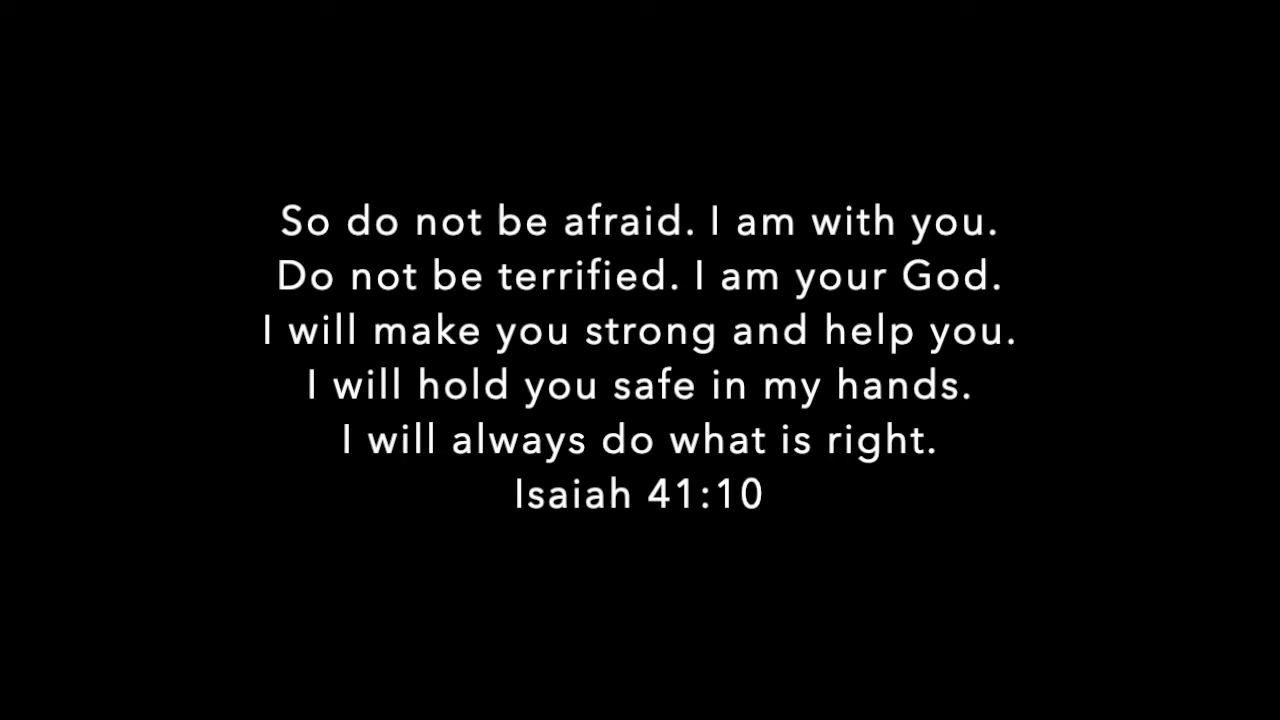 So do not be afraid. I am with you.
Do not be terrified. I am your God.
I will make you strong and help you.
I will hold you safe in my hands.
I will always do what is right.
Isaiah 41:10